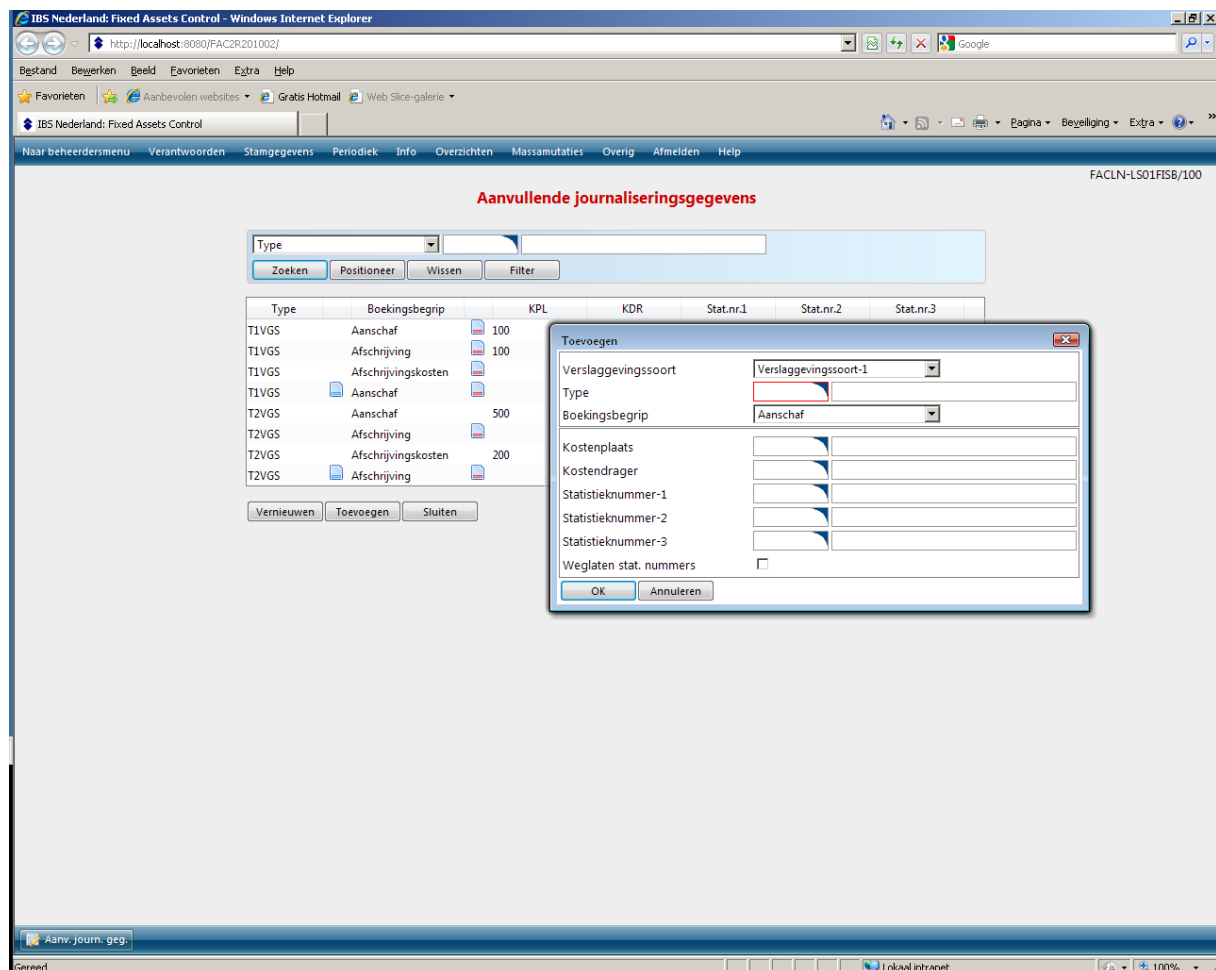 IBS Nederland: Fixed Assets Control - Windows Internet Explorer
http://localhost:8080/FAC2R201002/
Google
Bestand Bewerken Beeld Favorieten Extra Help
Favorieten Aanbevolen websites Gratis Hotmail Web Slice-galerie
IBS Nederland: Fixed Assets Control
Pagina Beveiliging Extra »
Naar beheerdersmenu Verantwoorden Stamgegevens Periodiek Info Overzichten Massamutaties Overig Afmelden Help
FACLN-LS01FISB/100
Aanvullende journaliseringsgegevens
Type
Zoeken Positioneer Wissen Filter
Type Boekingsbegrip KPL KDR Stat.nr.1 Stat.nr.2 Stat.nr.3
T1VGS Aanschaf 100
T1VGS Afschrijving 100
T1VGS Afschrijvingskosten
T1VGS Aanschaf
T2VGS Aanschaf 500
T2VGS Afschrijving
T2VGS Afschrijvingskosten 200
T2VGS Afschrijving
Vernieuwen Toevoegen Sluiten
Toevoegen
Verslaggevingssoort Verslaggevingssoort-1
Type
Boekingsbegrip Aanschaf
Kostenplaats
Kostendrager
Statistieknummer-1
Statistieknummer-2
Statistieknummer-3
Weglaten stat. nummers
OK Annuleren
Aanv. journ. geg.
Gereed Lokaal intranet 100%